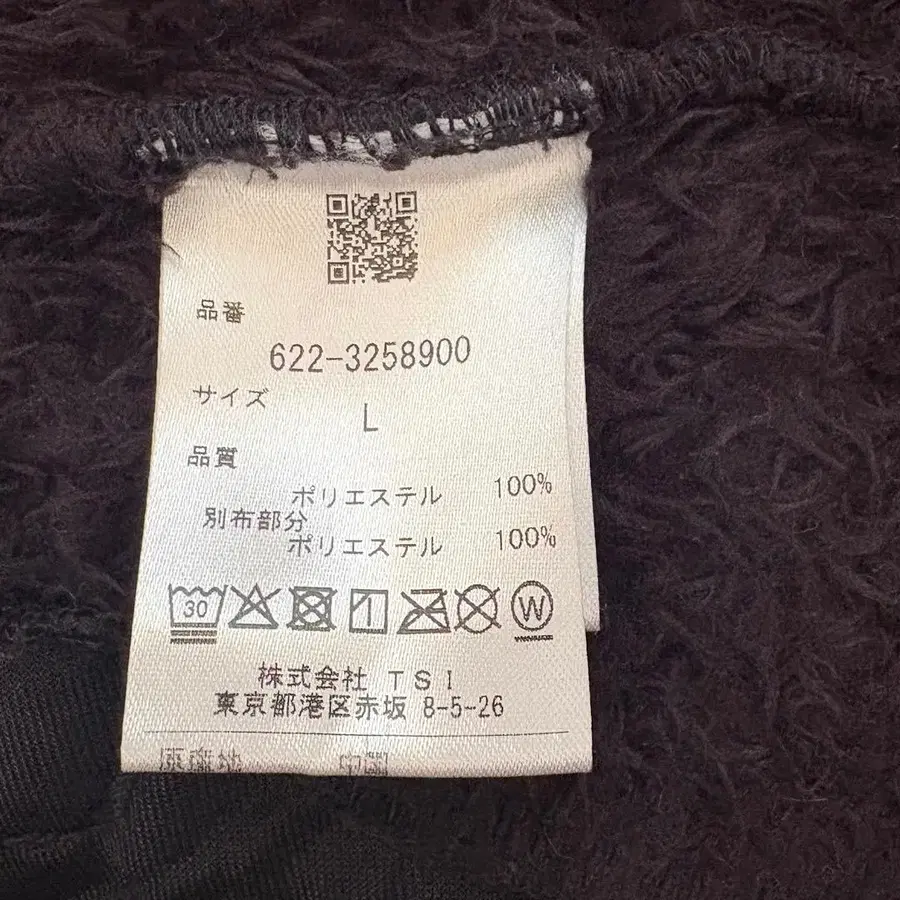 品番
622-3258900
サイズ
L
品質
ポリエステル 100%
別布部分
ポリエステル 100%
30
W
株式会社 TSI
東京都港区赤坂 8-5-26